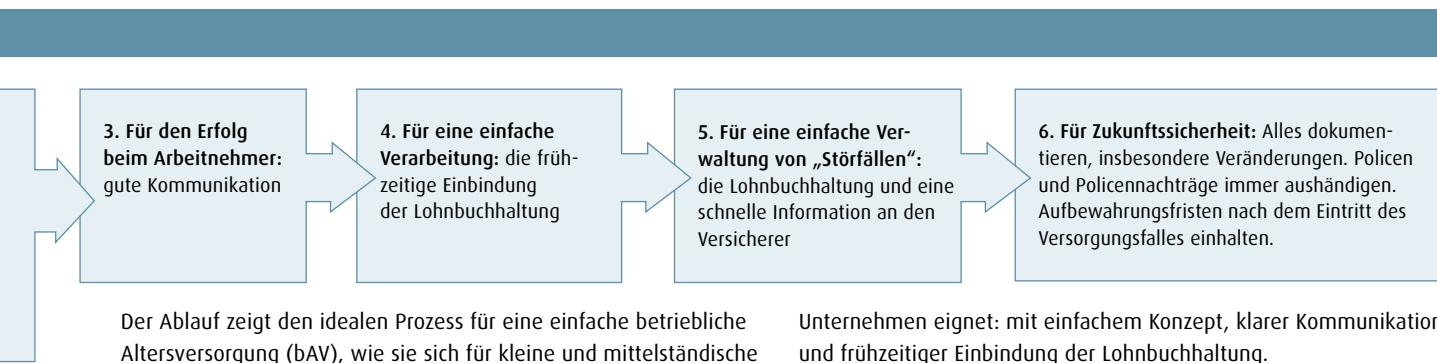 3. Für den Erfolg
beim Arbeitnehmer:
gute Kommunikation
4. Für eine einfache
Verarbeitung: die früh-
zeitige Einbindung
der Lohnbuchhaltung
5. Für eine einfache Ver-
waltung von „Störfällen“:
die Lohnbuchhaltung und eine
schnelle Information an den
Versicherer
6. Für Zukunftssicherheit: Alles dokumen-
tieren, insbesondere Veränderungen. Policen
und Policennachträge immer aushändigen.
Aufbewahrungsfristen nach dem Eintritt des
Versorgungsfalles einhalten.
Der Ablauf zeigt den idealen Prozess für eine einfache betriebliche
Altersversorgung (bAV), wie sie sich für kleine und mittelständische
Unternehmen eignet: mit einfachem Konzept, klarer Kommunikation
und frühzeitiger Einbindung der Lohnbuchhaltung.